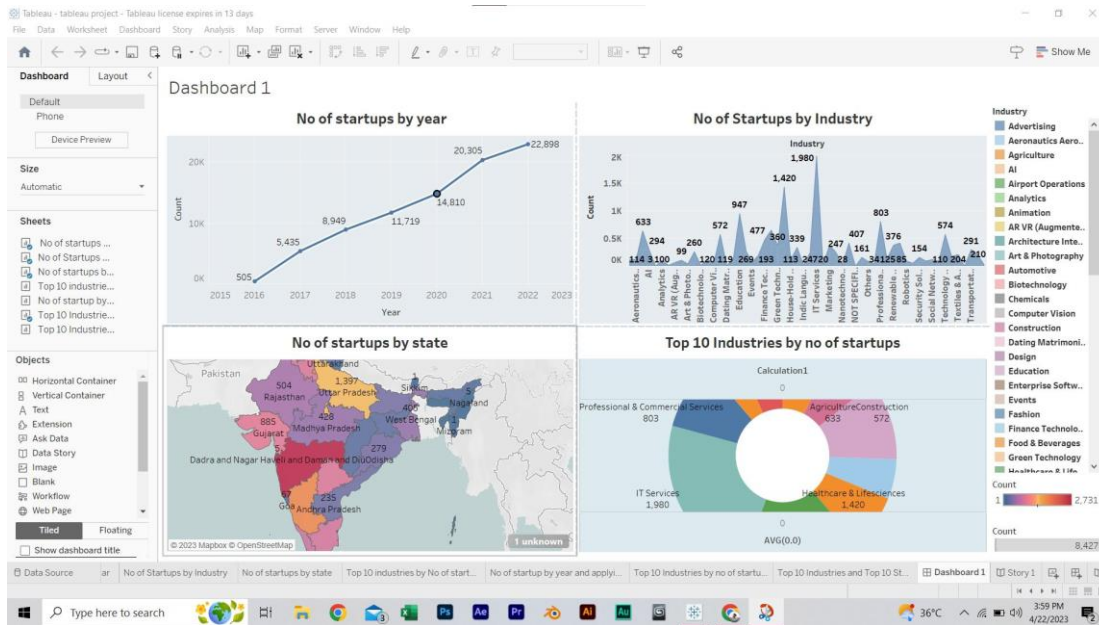 tableau project - Tableau license expires in 13 days
File Data Worksheet Dashboard Story Analysis Map Format Server Window Help
Show Me
Dashboard Layout
Default
Phone
Device Preview
Size
Automatic
Sheets
No of startups ...
No of Startups ...
No of startups b...
Top 10 industrie...
No of startup by...
Top 10 Industrie...
Top 10 Industrie...
Objects
Horizontal Container
Vertical Container
A Text
Extension
Ask Data
Data Story
Image
Blank
Workflow
Web Page
Tiled Floating
Show dashboard title
Dashboard 1
No of startups by year
Count
20K
10K
0K
505
5,435
8,949
11,719
14,810
20,305
22,898
2015 2016 2017 2018 2019 2020 2021 2022 2023
Year
No of Startups by Industry
Industry
Count
2K
1.5K
1K
0.5K
0K
1,980
1,420
947
803
633
572
477
574
407
376
294
99
260
360
339
247
161
154
291
210
114
100
120
119
269
193
113
28
110
204
Aeronautics..
AI
Analytics
AR VR (Aug..
Art & Photo..
Biotechnolo..
Computer Vi..
Dating Matr..
Education
Events
Finance Tec..
Green Techn..
House-Hold ..
Indic Langu..
IT Services
Marketing
Nanotechno..
NOT SPECIFI..
Others
Professiona..
Renewable ..
Robotics
Security Sol..
Social Netw..
Technology ..
Textiles & A..
Transportat..
No of startups by state
Pakistan
Uttarakhand
504
Rajasthan
1,397
Uttar Pradesh
1
Sikkim
5
Nagaland
885
Gujarat
428
Madhya Pradesh
406
West Bengal
1
Mizoram
5
Dadra and Nagar Haveli and Daman and Diu
279
Odisha
67
Goa
235
Andhra Pradesh
© 2023 Mapbox © OpenStreetMap
1 unknown
Top 10 Industries by no of startups
Calculation1
0
Professional & Commercial Services
803
Agriculture
633
Construction
572
IT Services
1,980
Healthcare & Lifesciences
1,420
0
AVG(0.0)
Industry
Advertising
Aeronautics Aero..
Agriculture
AI
Airport Operations
Analytics
Animation
AR VR (Augmente..
Architecture Inte..
Art & Photography
Automotive
Biotechnology
Chemicals
Computer Vision
Construction
Dating Matrimoni..
Design
Education
Enterprise Softw..
Events
Fashion
Finance Technolo..
Food & Beverages
Green Technology
Healthcare & Life..
Count
1 2,731
Count
8,427
Data Source
ar
No of Startups by Industry
No of startups by state
Top 10 industries by No of start...
No of startup by year and applyi...
Top 10 Industries by no of startu...
Top 10 Industries and Top 10 St...
Dashboard 1
Story 1
Type here to search
3
Ps
Ae
Pr
Ai
Au
36°C
3:59 PM
4/22/2023
2